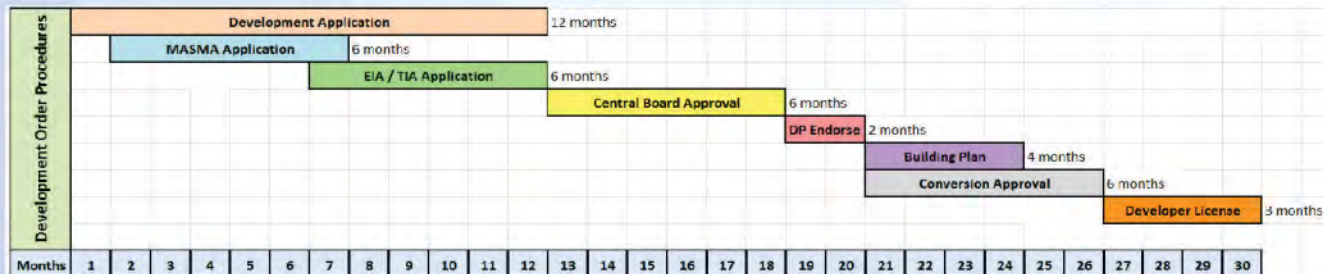 Development Order Procedures
Development Application 12 months
MASMA Application 6 months
EIA / TIA Application 6 months
Central Board Approval 6 months
DP Endorse 2 months
Building Plan 4 months
Conversion Approval 6 months
Developer License 3 months
Months 1 2 3 4 5 6 7 8 9 10 11 12 13 14 15 16 17 18 19 20 21 22 23 24 25 26 27 28 29 30